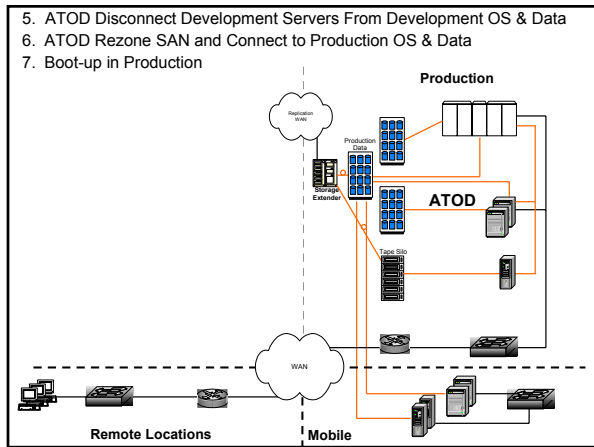 5. ATOD Disconnect Development Servers From Development OS & Data
6. ATOD Rezone SAN and Connect to Production OS & Data
7. Boot-up in Production
Production
Replication
WAN
Production
Data
Storage
Extender
ATOD
Tape Silo
WAN
Remote Locations
Mobile